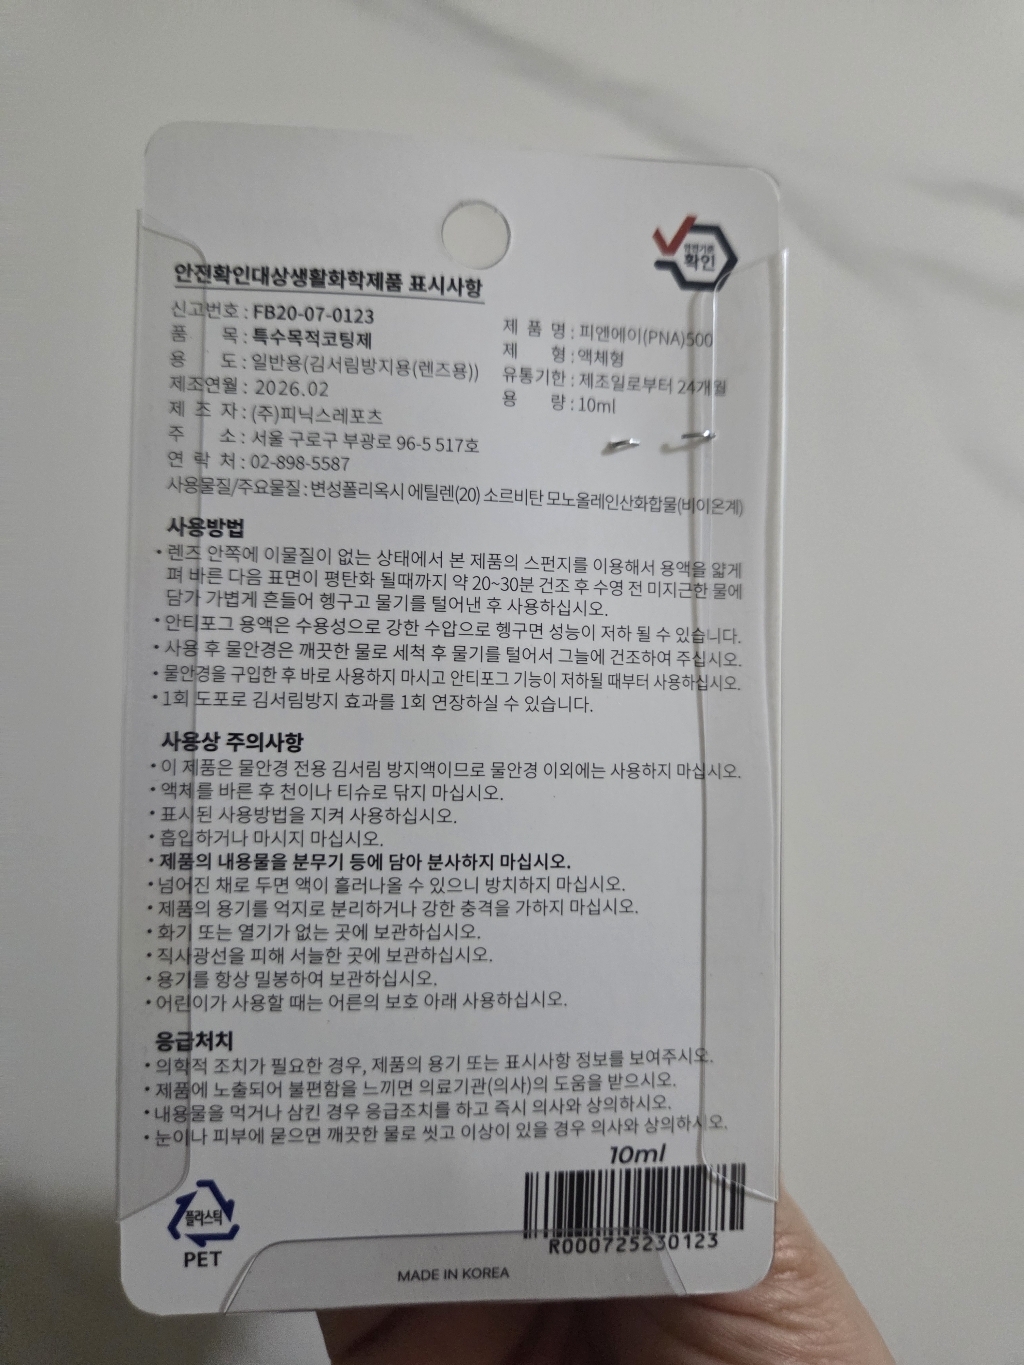 안전기준
확인
안전확인대상생활화학제품 표시사항
신고번호 : FB20-07-0123
품 목 : 특수목적코팅제
용 도 : 일반용(김서림방지용(렌즈용))
제조연월 : 2026.02
제 조 자 : (주)피닉스레포츠
주 소 : 서울 구로구 부광로 96-5 517호
연 락 처 : 02-898-5587
제 품 명 : 피엔에이(PNA)500
제 형 : 액체형
유통기한 : 제조일로부터 24개월
용 량 : 10ml
사용물질/주요물질 : 변성폴리옥시 에틸렌(20) 소르비탄 모노올레인산화합물(비이온계)
사용방법
• 렌즈 안쪽에 이물질이 없는 상태에서 본 제품의 스펀지를 이용해서 용액을 얇게
펴 바른 다음 표면이 평탄화 될때까지 약 20~30분 건조 후 수영 전 미지근한 물에
담가 가볍게 흔들어 헹구고 물기를 털어낸 후 사용하십시오.
• 안티포그 용액은 수용성으로 강한 수압으로 헹구면 성능이 저하 될 수 있습니다.
• 사용 후 물안경은 깨끗한 물로 세척 후 물기를 털어서 그늘에 건조하여 주십시오.
• 물안경을 구입한 후 바로 사용하지 마시고 안티포그 기능이 저하될 때부터 사용하십시오.
• 1회 도포로 김서림방지 효과를 1회 연장하실 수 있습니다.
사용상 주의사항
• 이 제품은 물안경 전용 김서림 방지액이므로 물안경 이외에는 사용하지 마십시오.
• 액체를 바른 후 천이나 티슈로 닦지 마십시오.
• 표시된 사용방법을 지켜 사용하십시오.
• 흡입하거나 마시지 마십시오.
• 제품의 내용물을 분무기 등에 담아 분사하지 마십시오.
• 넘어진 채로 두면 액이 흘러나올 수 있으니 방치하지 마십시오.
• 제품의 용기를 억지로 분리하거나 강한 충격을 가하지 마십시오.
• 화기 또는 열기가 없는 곳에 보관하십시오.
• 직사광선을 피해 서늘한 곳에 보관하십시오.
• 용기를 항상 밀봉하여 보관하십시오.
• 어린이가 사용할 때는 어른의 보호 아래 사용하십시오.
응급처치
• 의학적 조치가 필요한 경우, 제품의 용기 또는 표시사항 정보를 보여주시오.
• 제품에 노출되어 불편함을 느끼면 의료기관(의사)의 도움을 받으시오.
• 내용물을 먹거나 삼킨 경우 응급조치를 하고 즉시 의사와 상의하시오.
• 눈이나 피부에 묻으면 깨끗한 물로 씻고 이상이 있을 경우 의사와 상의하시오.
10ml
플라스틱
PET
R000725230123
MADE IN KOREA